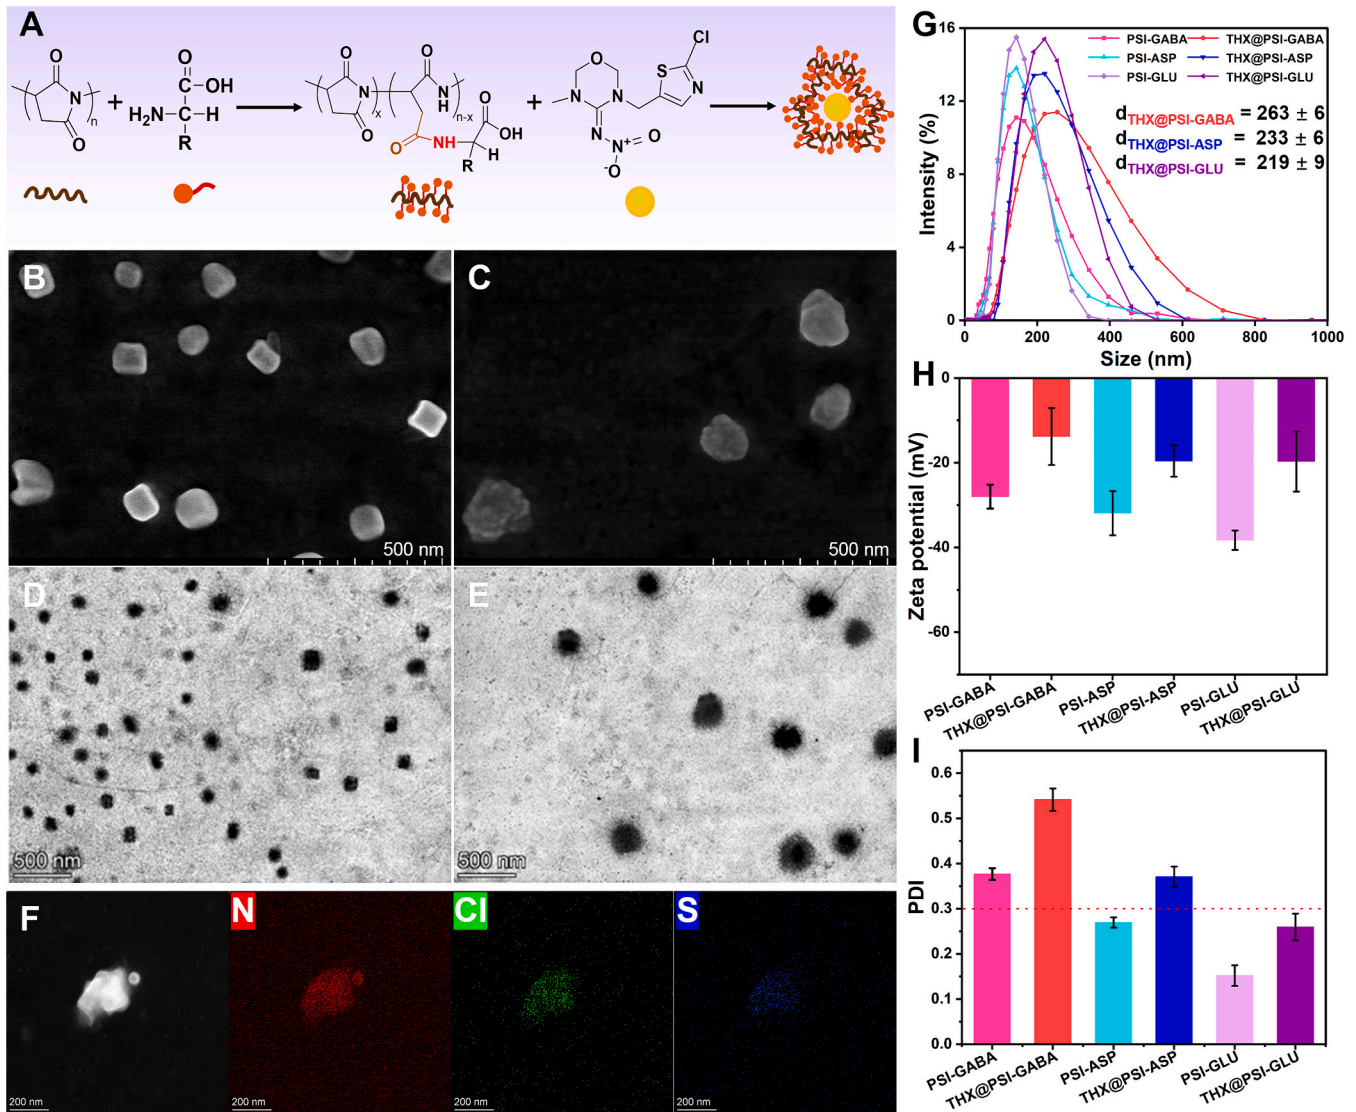 A
O
O
N
n
+
C
O
OH
H₂N
C
H
R
O
O
N
x
O
NH
n-x
O
NH
O
OH
H
R
+
O
N
N
N
N⁺
O
⁻O
S
N
Cl
B
500 nm
C
500 nm
D
500 nm
E
500 nm
F
200 nm
N
200 nm
Cl
200 nm
S
200 nm
G
Intensity (%)
16
12
8
4
0
PSI-GABA
THX@PSI-GABA
PSI-ASP
THX@PSI-ASP
PSI-GLU
THX@PSI-GLU
dTHX@PSI-GABA = 263 ± 6
dTHX@PSI-ASP = 233 ± 6
dTHX@PSI-GLU = 219 ± 9
0 200 400 600 800 1000
Size (nm)
H
Zeta potential (mV)
0
-20
-40
-60
PSI-GABA
THX@PSI-GABA
PSI-ASP
THX@PSI-ASP
PSI-GLU
THX@PSI-GLU
I
PDI
0.6
0.5
0.4
0.3
0.2
0.1
0.0
PSI-GABA
THX@PSI-GABA
PSI-ASP
THX@PSI-ASP
PSI-GLU
THX@PSI-GLU